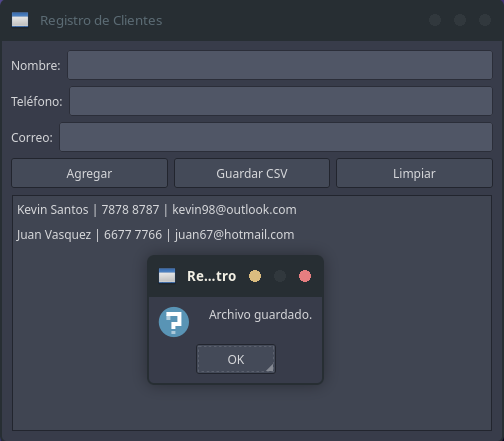 Registro de Clientes
Nombre:
Teléfono:
Correo:
Agregar Guardar CSV Limpiar
Kevin Santos | 7878 8787 | kevin98@outlook.com
Juan Vasquez | 6677 7766 | juan67@hotmail.com
Re...tro
Archivo guardado.
OK